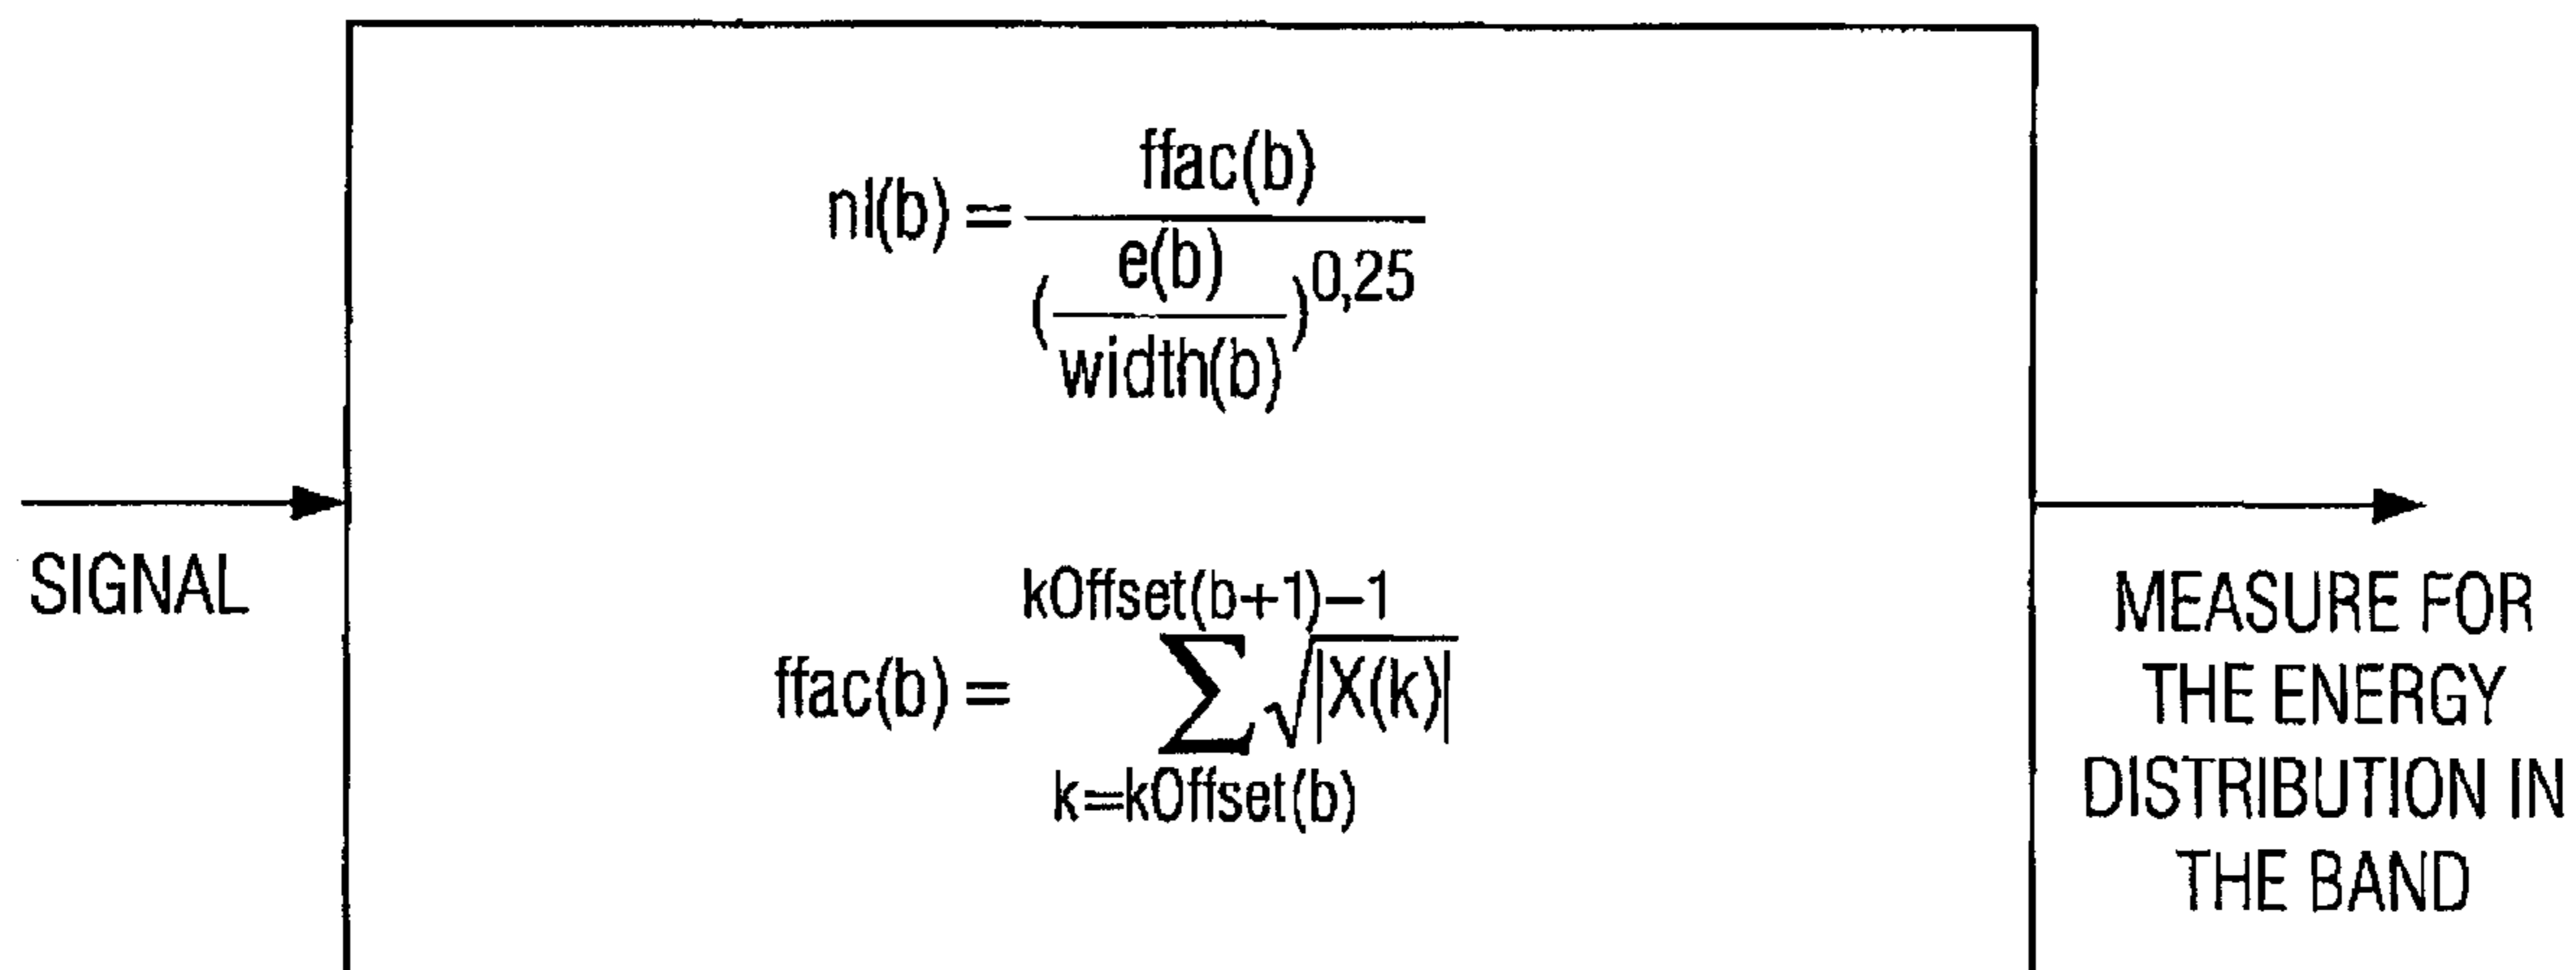 SIGNAL
nl(b) = ffac(b) / (e(b) / width(b))^0,25
ffac(b) = ∑ √|X(k)|
kOffset(b+1)−1
k=kOffset(b)
MEASURE FOR
THE ENERGY
DISTRIBUTION IN
THE BAND